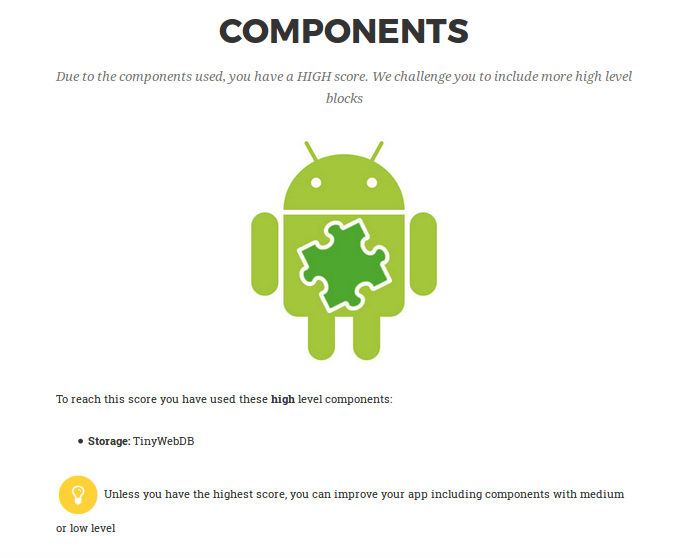 COMPONENTS
Due to the components used, you have a HIGH score. We challenge you to include more high level
blocks
To reach this score you have used these high level components:
• Storage: TinyWebDB
Unless you have the highest score, you can improve your app including components with medium
or low level